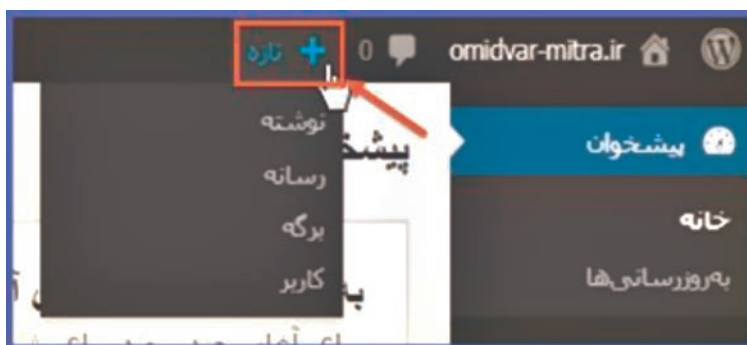 omidvar-mitra.ir 0 + تازه
پیشخوان
خانه
به‌روزرسانی‌ها
نوشته
رسانه
برگه
کاربر